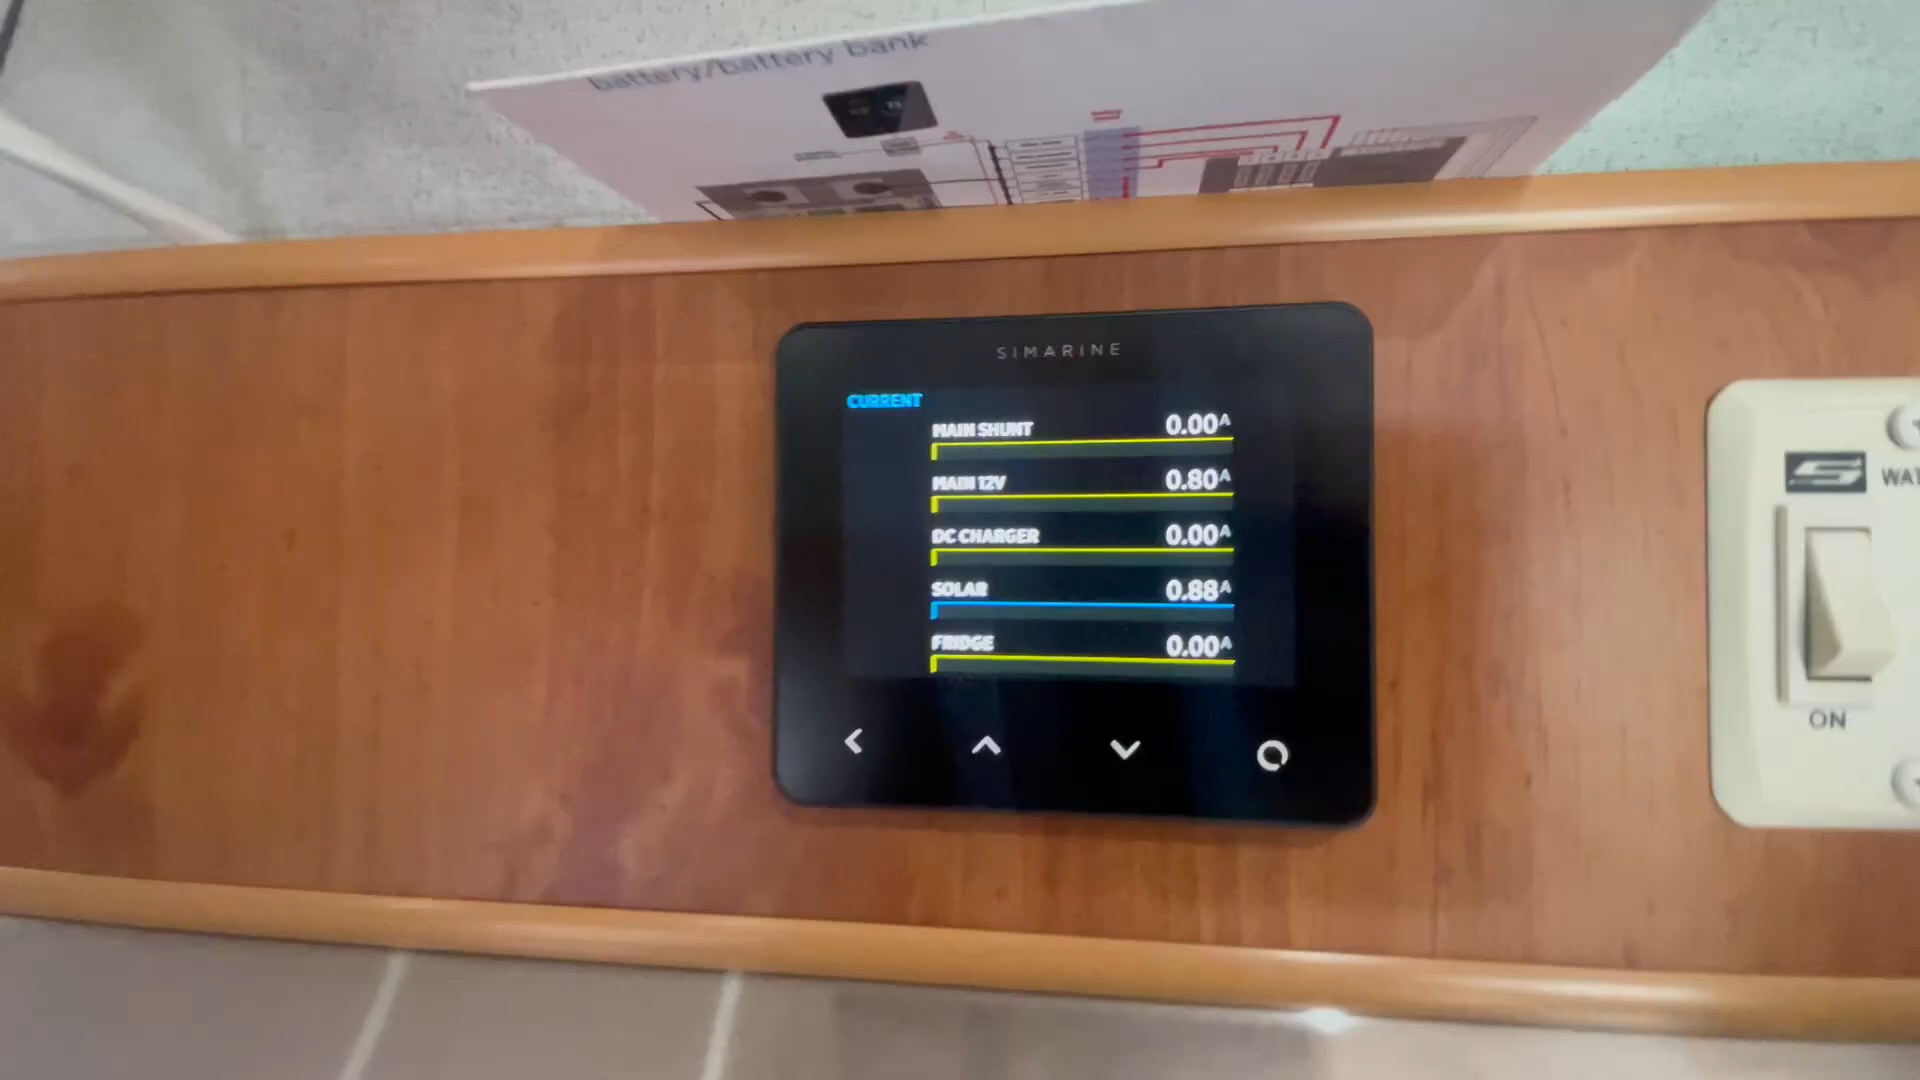 battery/battery bank
SIMARINE
CURRENT
MAIN SHUNT 0.00A
MAIN 12V 0.80A
DC CHARGER 0.00A
SOLAR 0.88A
FRIDGE 0.00A
ON